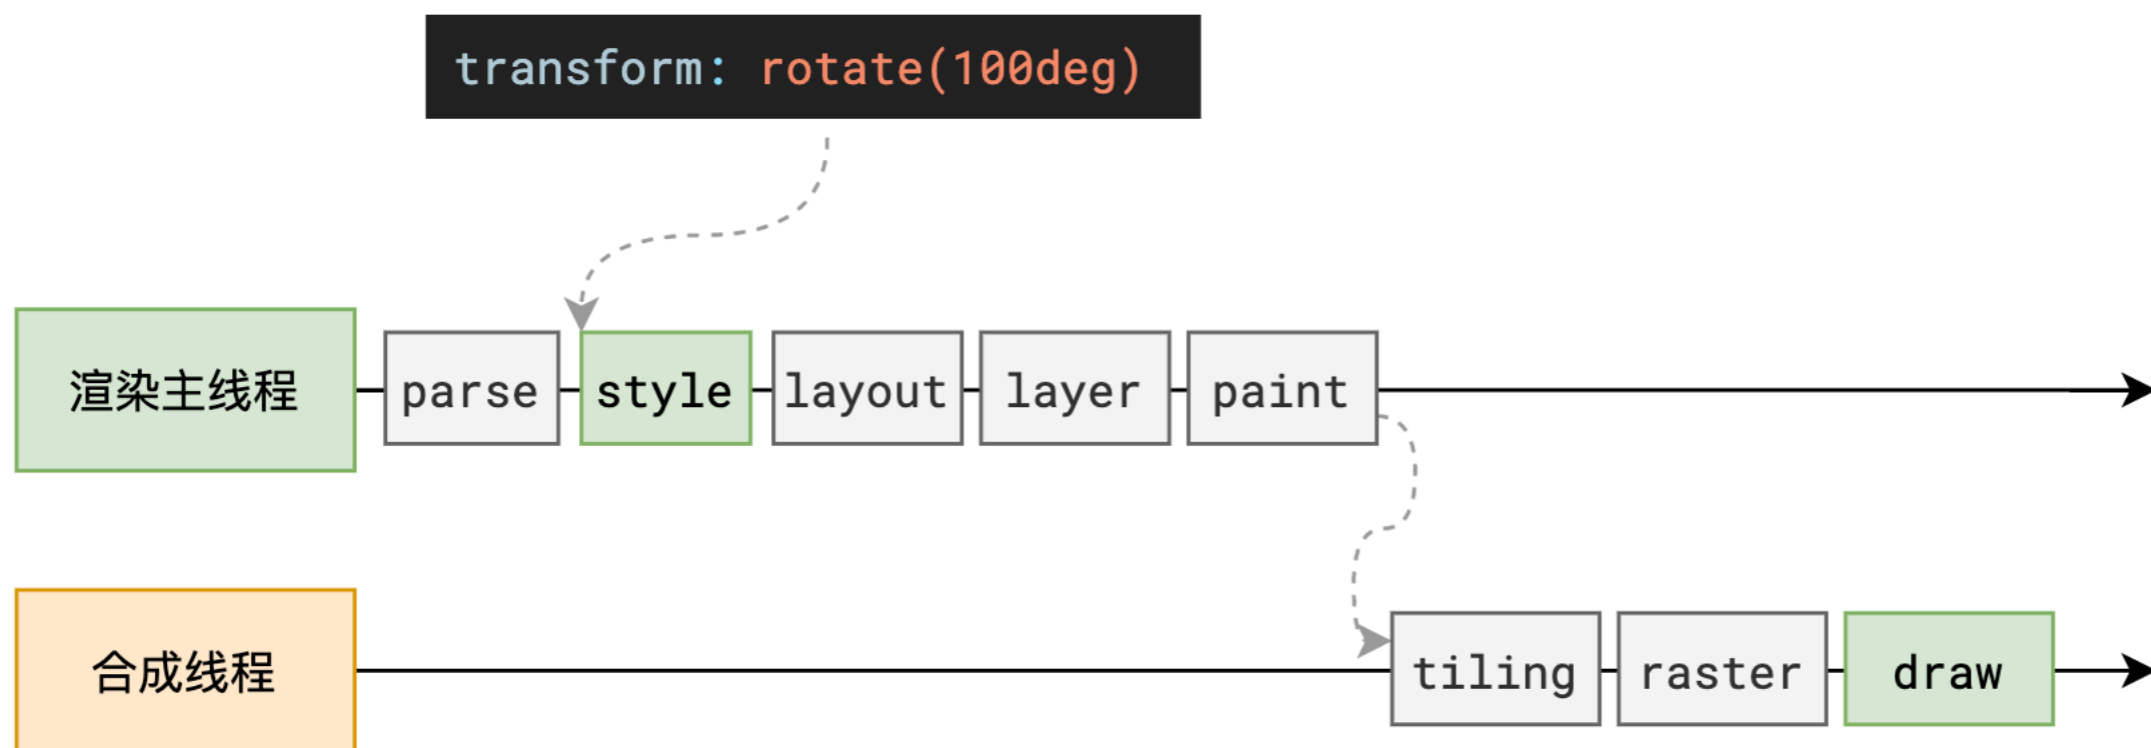 transform: rotate(100deg)
渲染主线程
parse
style
layout
layer
paint
合成线程
tiling
raster
draw